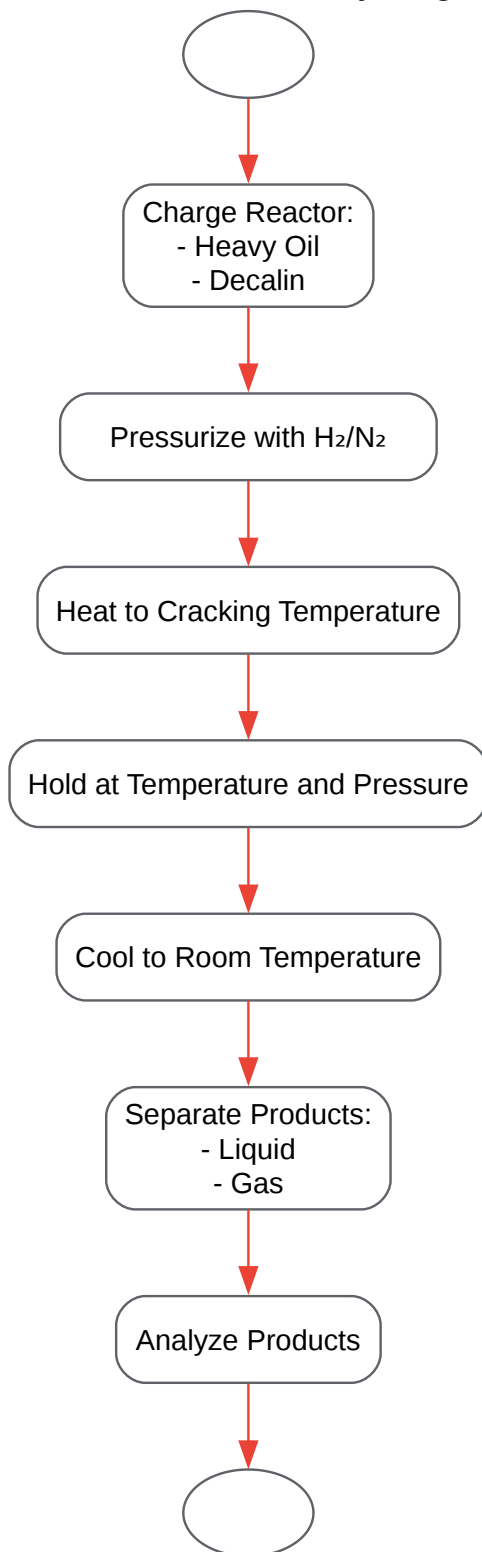 Charge Reactor:
- Heavy Oil
- Decalin
Pressurize with H₂/N₂
Heat to Cracking Temperature
Hold at Temperature and Pressure
Cool to Room Temperature
Separate Products:
- Liquid
- Gas
Analyze Products